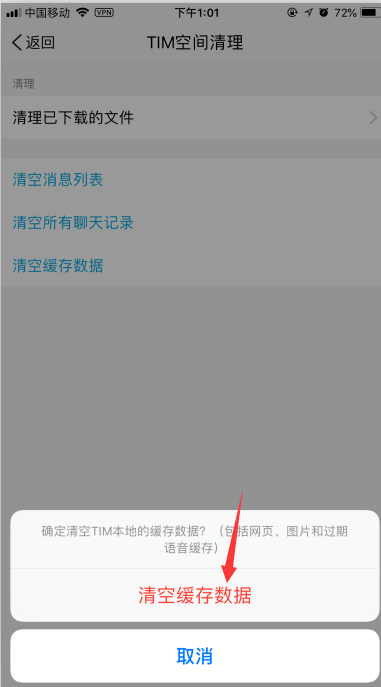 中国移动 VPN 下午1:01 72%
返回 TIM空间清理
清理
清理已下载的文件
清空消息列表
清空所有聊天记录
清空缓存数据
确定清空TIM本地的缓存数据？（包括网页、图片和过期
语音缓存）
清空缓存数据
取消